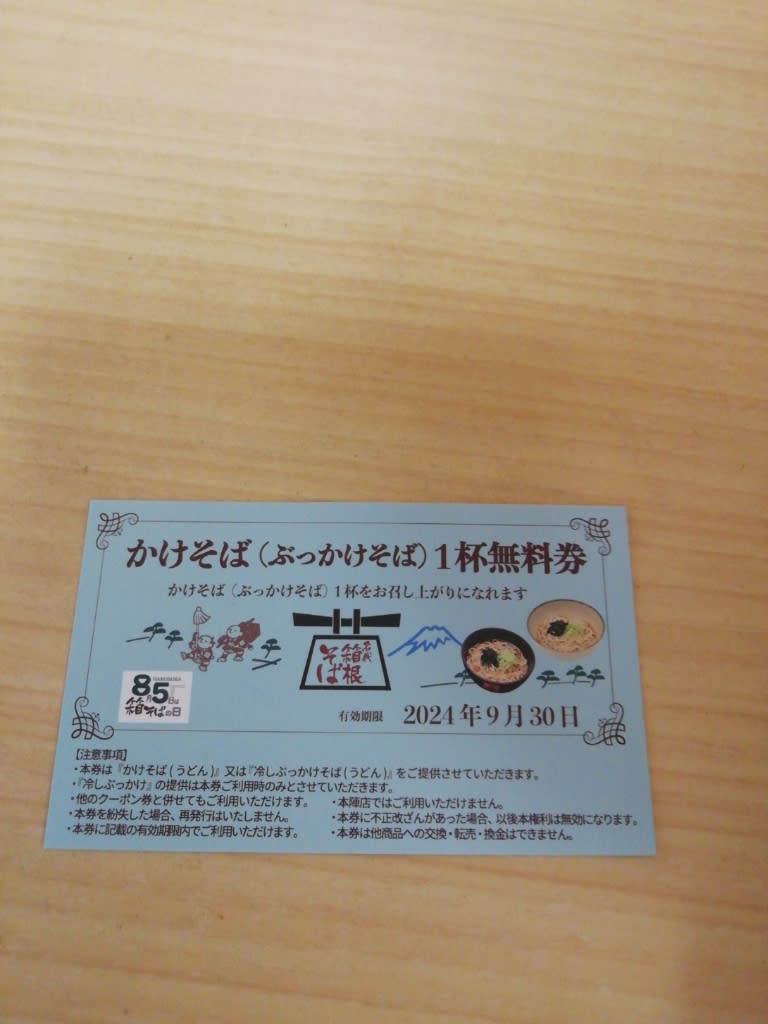 かけそば(ぶっかけそば)1杯無料券
かけそば(ぶっかけそば)1杯をお召し上がりになれます
名代
箱根
そば
8月5日は
箱そばの日
有効期限 2024年9月30日
【注意事項】
・本券は『かけそば(うどん)』又は『冷しぶっかけそば(うどん)』をご提供させていただきます。
・『冷しぶっかけ』の提供は本券ご利用時のみとさせていただきます。
・他のクーポン券と併せてもご利用いただけます。 ・本陣店ではご利用いただけません。
・本券を紛失した場合、再発行はいたしません。 ・本券に不正改ざんがあった場合、以後本権利は無効になります。
・本券に記載の有効期限内でご利用いただけます。 ・本券は他商品への交換・転売・換金はできません。